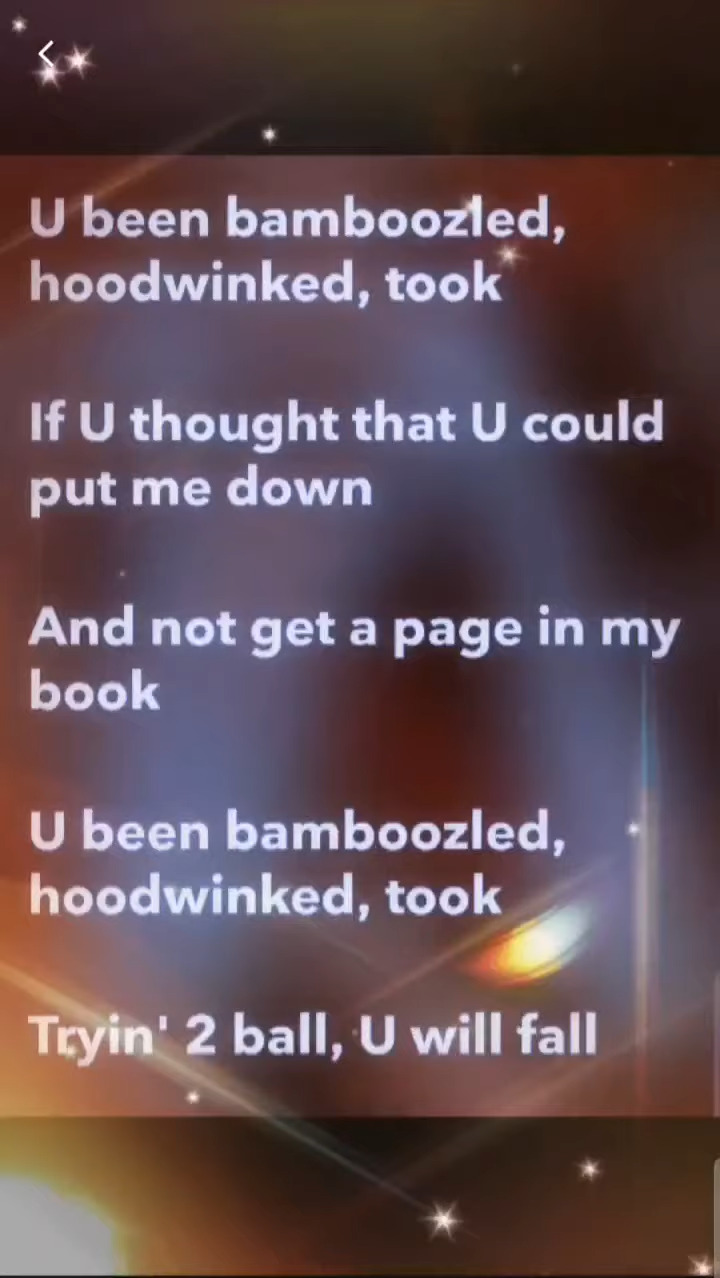 U been bamboozled,
hoodwinked, took
If U thought that U could
put me down
And not get a page in my
book
U been bamboozled,
hoodwinked, took
Tryin' 2 ball, U will fall